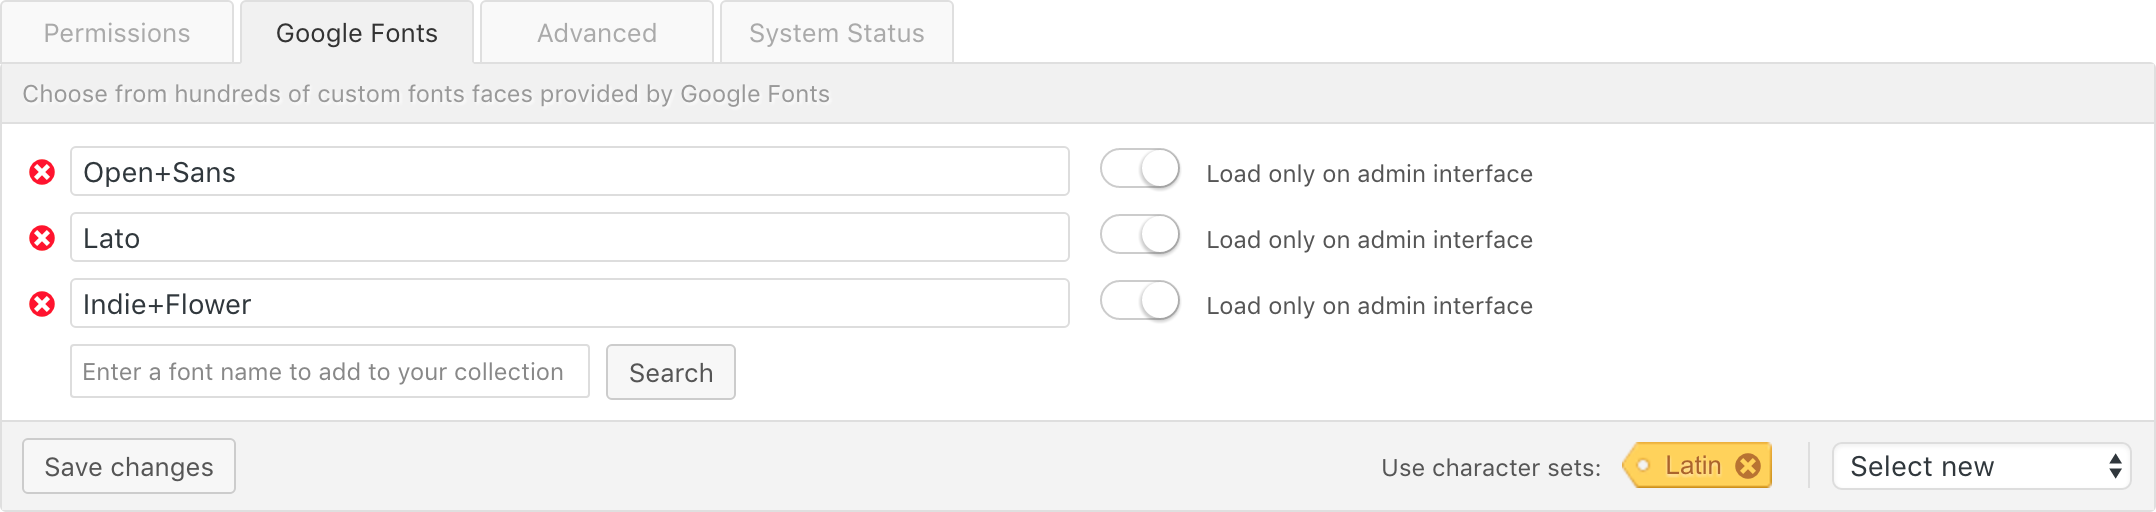 Permissions
Google Fonts
Advanced
System Status
Choose from hundreds of custom fonts faces provided by Google Fonts
Open+Sans
Load only on admin interface
Lato
Load only on admin interface
Indie+Flower
Load only on admin interface
Enter a font name to add to your collection
Search
Save changes
Use character sets:
Latin
Select new